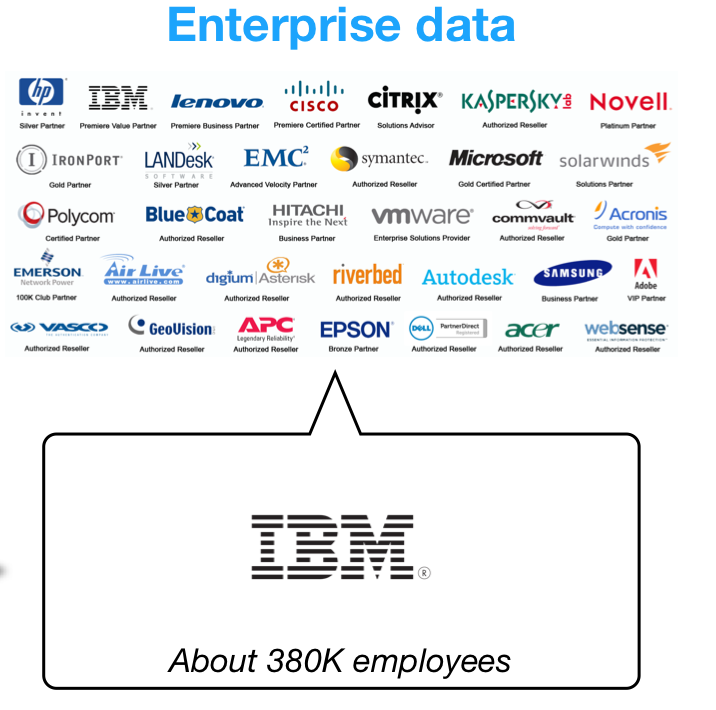 Enterprise data
hp IBM lenovo CISCO CITRIX® KASPERSKY lab Novell
invent
Silver Partner Premiere Value Partner Premiere Business Partner Premiere Certified Partner Solutions Advisor Authorized Reseller Platinum Partner
IRONPORT LANDesk EMC² symantec. Microsoft solarwinds
SOFTWARE
Gold Partner Silver Partner Advanced Velocity Partner Authorized Reseller Gold Certified Partner Solutions Partner
Polycom Blue Coat HITACHI vmware commvault Acronis
Inspire the Next solving forward Compute with confidence
Certified Partner Authorized Reseller Business Partner Enterprise Solutions Provider Authorized Reseller Gold Partner
EMERSON Air Live digium Asterisk riverbed Autodesk SAMSUNG Adobe
Network Power www.airlive.com
100K Club Partner Authorized Reseller Authorized Reseller Authorized Reseller Authorized Reseller Business Partner VIP Partner
VASCO GeoVision APC EPSON DELL PartnerDirect acer websense
Legendary Reliability Registered
Authorized Reseller Authorized Reseller Authorized Reseller Bronze Partner Authorized Reseller Authorized Reseller Authorized Reseller
IBM®
About 380K employees